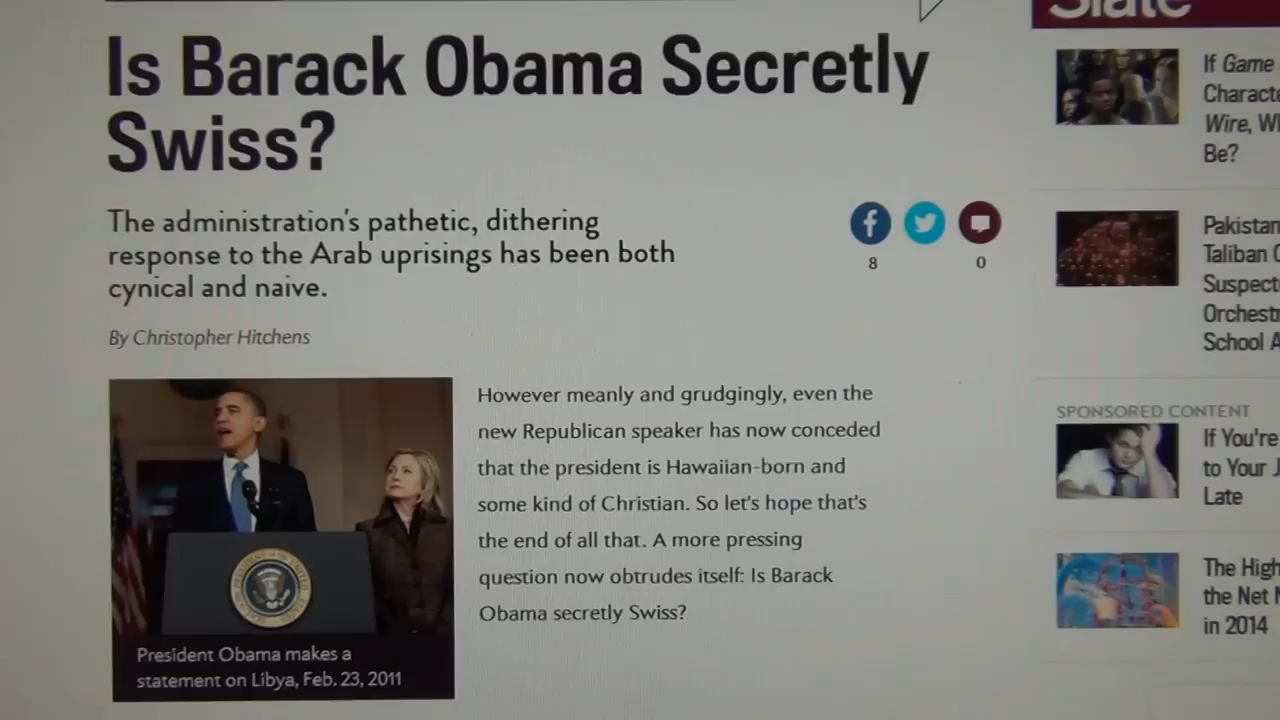 Is Barack Obama Secretly
Swiss?
The administration's pathetic, dithering
response to the Arab uprisings has been both
cynical and naive.
By Christopher Hitchens
8
0
However meanly and grudgingly, even the
new Republican speaker has now conceded
that the president is Hawaiian-born and
some kind of Christian. So let's hope that's
the end of all that. A more pressing
question now obtrudes itself: Is Barack
Obama secretly Swiss?
President Obama makes a
statement on Libya, Feb. 23, 2011
Slate
If Game
Characte
Wire, Wh
Be?
Pakistan
Taliban
Suspect
Orchestr
School A
SPONSORED CONTENT
If You're
to Your
Late
The High
the Net
in 2014